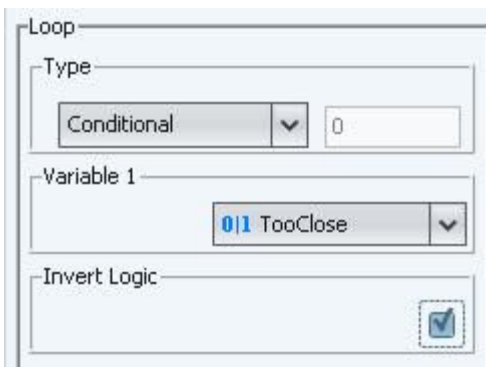 Loop
Type
Conditional 0
Variable 1
0|1 TooClose
Invert Logic